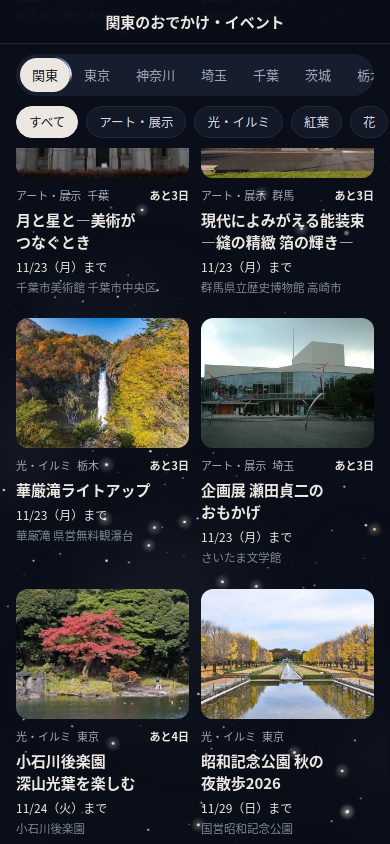 関東のおでかけ・イベント
関東 東京 神奈川 埼玉 千葉 茨城
すべて アート・展示 光・イルミ 紅葉 花
アート・展示 千葉 あと3日
月と星と―美術が
つなぐとき
11/23（月）まで
千葉市美術館 千葉市中央区
アート・展示 群馬 あと3日
現代によみがえる能装束
―縫の精緻 箔の輝き―
11/23（月）まで
群馬県立歴史博物館 高崎市
光・イルミ 栃木 あと3日
華厳滝ライトアップ
11/23（月）まで
華厳滝 県営無料観瀑台
アート・展示 埼玉 あと3日
企画展 瀬田貞二の
おもかげ
11/23（月）まで
さいたま文学館
光・イルミ 東京 あと4日
小石川後楽園
深山光葉を楽しむ
11/24（火）まで
小石川後楽園
光・イルミ 東京
昭和記念公園 秋の
夜散歩2026
11/29（日）まで
国営昭和記念公園